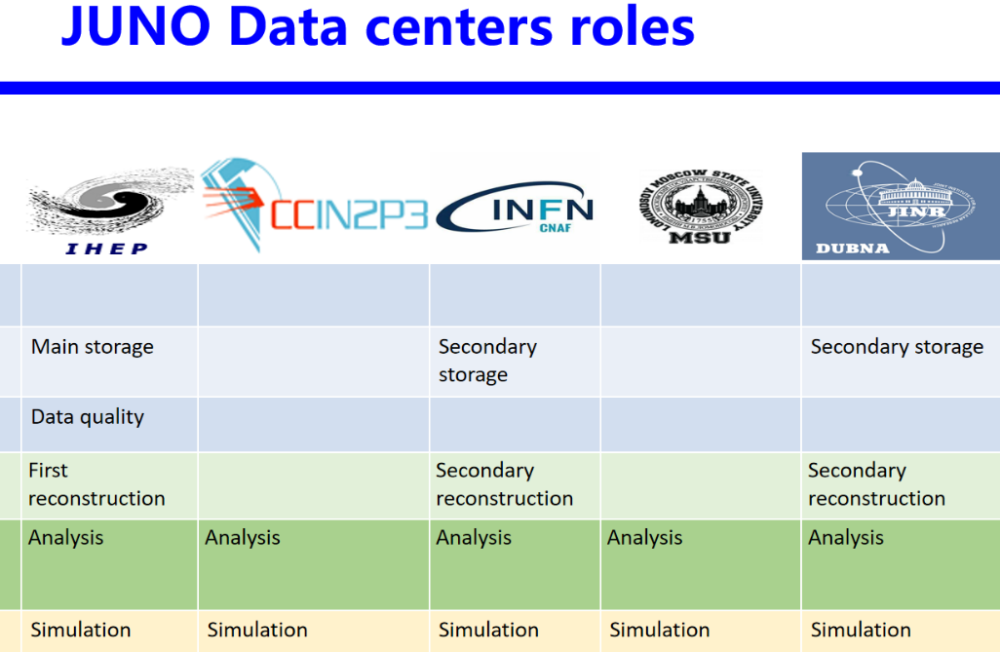 JUNO Data centers roles
IHEP
CCIN2P3
INFN
CNAF
LOMONOSOV MOSCOW STATE UNIVERSITY
1755
MSU
JINR
DUBNA
Main storage
Secondary
storage
Secondary storage
Data quality
First
reconstruction
Secondary
reconstruction
Secondary
reconstruction
Analysis
Analysis
Analysis
Analysis
Analysis
Simulation
Simulation
Simulation
Simulation
Simulation